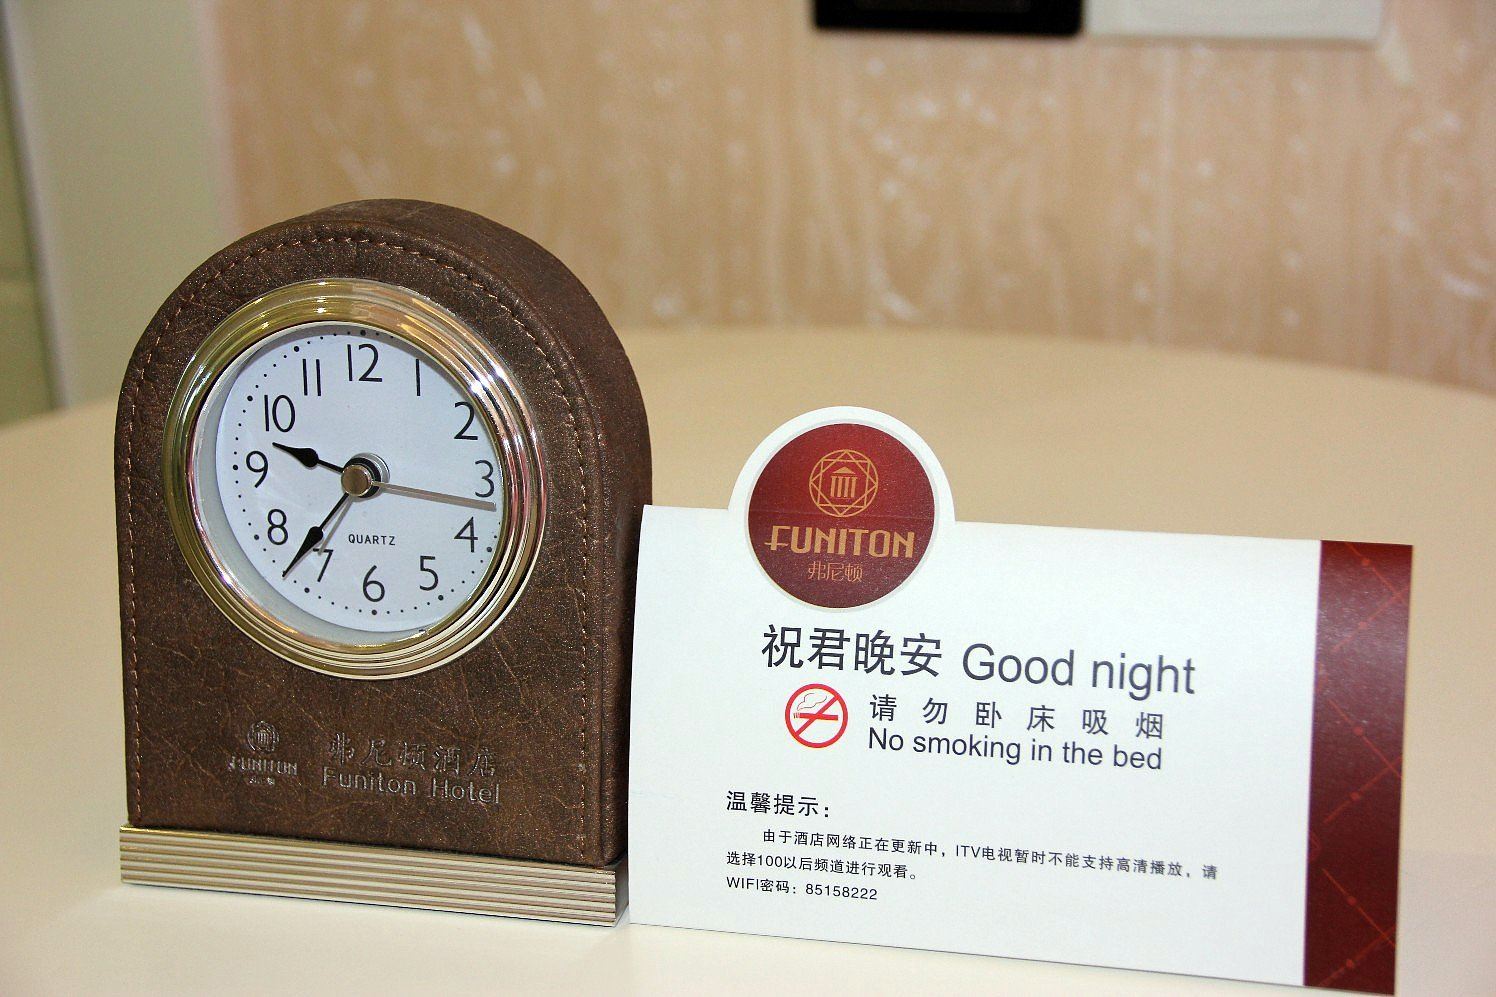 12
11
1
10
2
9
3
8
4
7
5
6
QUARTZ
FUNITON
弗尼顿
弗尼顿酒店
Funiton Hotel
FUNITON
弗尼顿
祝君晚安 Good night
请勿卧床吸烟
No smoking in the bed
温馨提示：
由于酒店网络正在更新中，ITV电视暂时不能支持高清播放，请
选择100以后频道进行观看。
WIFI密码：85158222